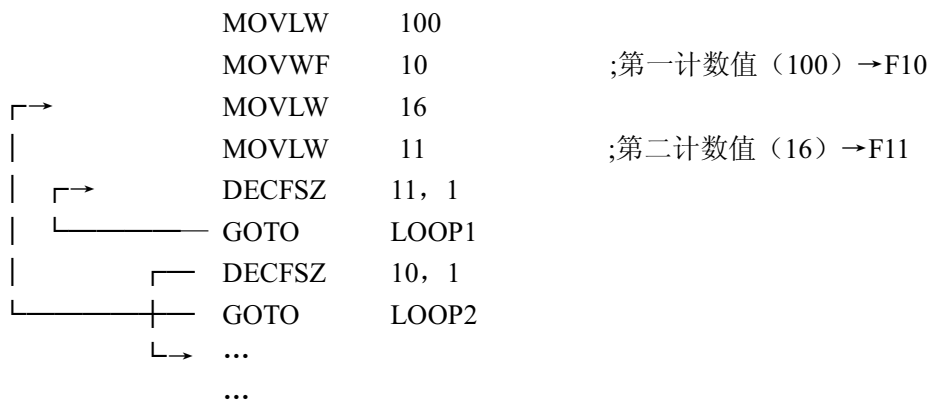 MOVLW 100
MOVWF 10 ;第一计数值（100）→F10
MOVLW 16
MOVLW 11 ;第二计数值（16）→F11
DECFSZ 11，1
GOTO LOOP1
DECFSZ 10，1
GOTO LOOP2
…
…